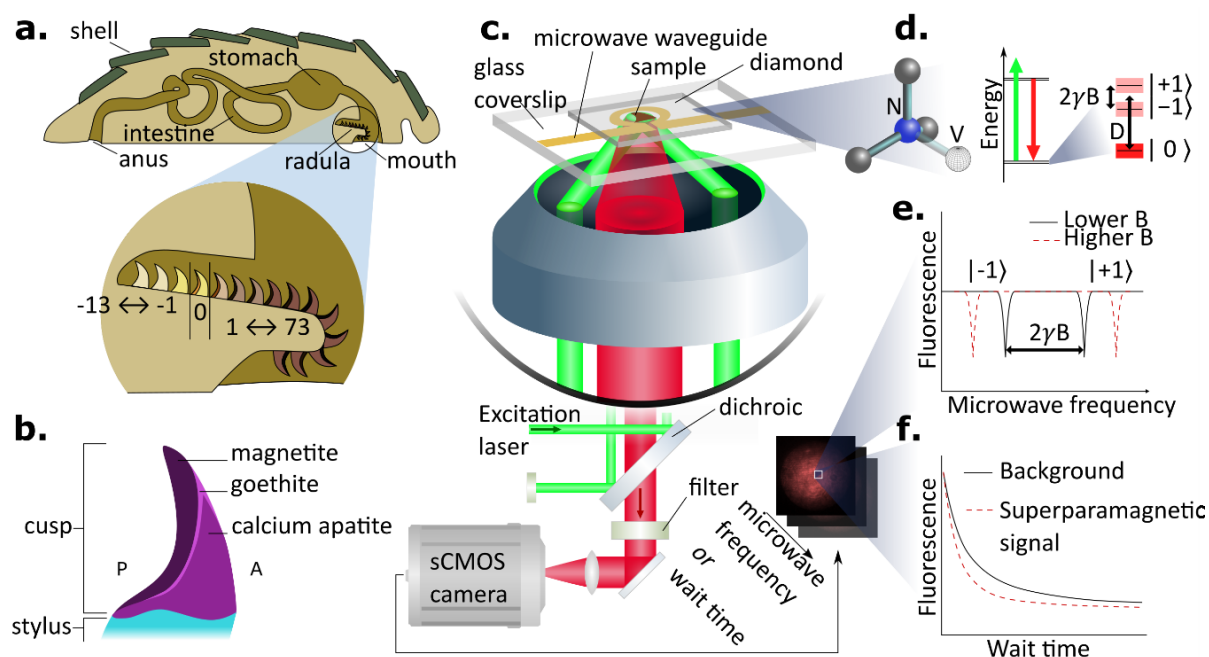 a.
shell
stomach
intestine
anus
radula
mouth
-13 ↔ -1
0
1 ↔ 73
b.
magnetite
goethite
calcium apatite
cusp
P
A
stylus
c.
microwave waveguide
glass
coverslip
sample
diamond
Excitation
laser
dichroic
filter
sCMOS
camera
microwave
frequency
or
wait time
d.
N
V
Energy
2γB
D
|+1⟩
|−1⟩
|0⟩
e.
Fluorescence
Lower B
Higher B
|-1⟩
|+1⟩
2γB
Microwave frequency
f.
Fluorescence
Background
Superparamagnetic
signal
Wait time